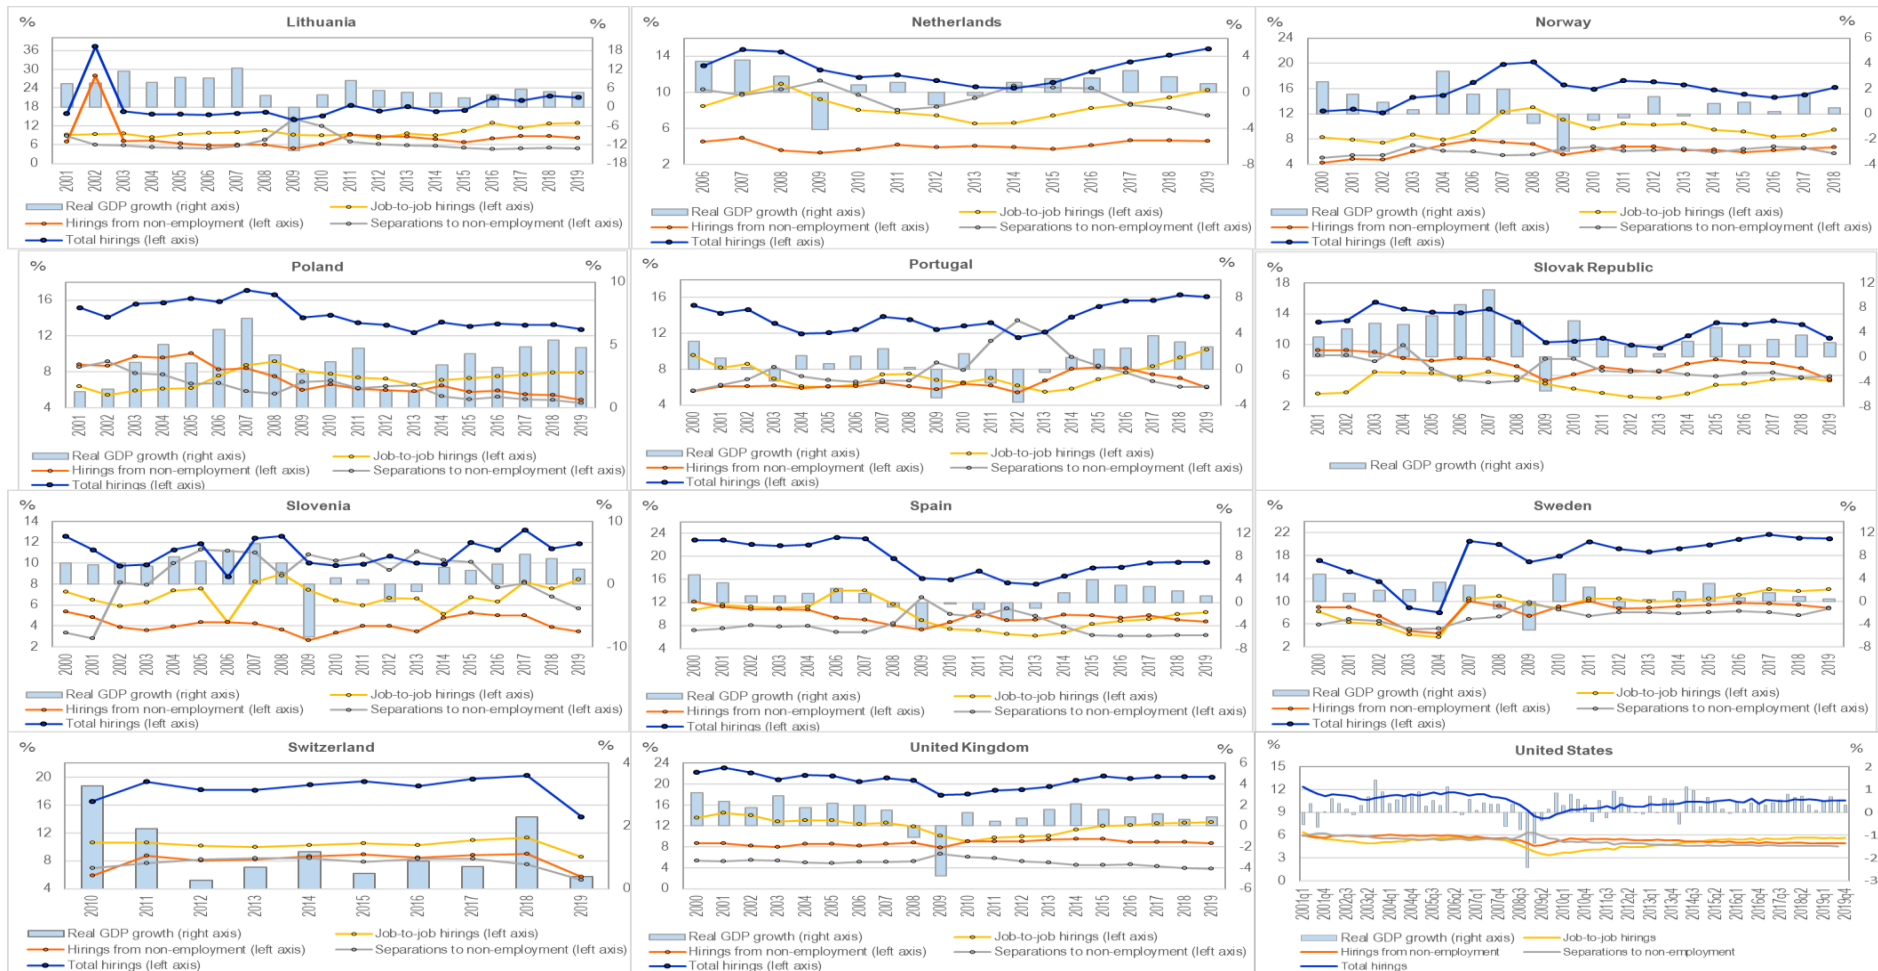 Lithuania
% %
36 18
30 12
24 6
18 0
12 -6
6 -12
0 -18
2001 2002 2003 2004 2005 2006 2007 2008 2009 2010 2011 2012 2013 2014 2015 2016 2017 2018 2019
Real GDP growth (right axis) Job-to-job hirings (left axis)
Hirings from non-employment (left axis) Separations to non-employment (left axis)
Total hirings (left axis)
Netherlands
% %
14 4
10 0
6 -4
2 -8
2006 2007 2008 2009 2010 2011 2012 2013 2014 2015 2016 2017 2018 2019
Real GDP growth (right axis) Job-to-job hirings (left axis)
Hirings from non-employment (left axis) Separations to non-employment (left axis)
Total hirings (left axis)
Norway
% %
24 6
20 4
16 2
12 0
8 -2
4 -4
2000 2001 2002 2003 2004 2006 2007 2008 2009 2010 2011 2012 2013 2014 2015 2016 2017 2018
Real GDP growth (right axis) Job-to-job hirings (left axis)
Hirings from non-employment (left axis) Separations to non-employment (left axis)
Total hirings (left axis)
Poland
% %
16 10
12
8 5
4 0
2001 2002 2003 2004 2005 2006 2007 2008 2009 2010 2011 2012 2013 2014 2015 2016 2017 2018 2019
Real GDP growth (right axis) Job-to-job hirings (left axis)
Hirings from non-employment (left axis) Separations to non-employment (left axis)
Total hirings (left axis)
Portugal
% %
16 8
12 4
8 0
4 -4
2000 2001 2002 2003 2004 2005 2006 2007 2008 2009 2010 2011 2012 2013 2014 2015 2016 2017 2018 2019
Real GDP growth (right axis) Job-to-job hirings (left axis)
Hirings from non-employment (left axis) Separations to non-employment (left axis)
Total hirings (left axis)
Slovak Republic
% %
18 12
14 8
10 4
6 0
2 -4
-8
2001 2002 2003 2004 2005 2006 2007 2008 2009 2010 2011 2012 2013 2014 2015 2016 2017 2018 2019
Real GDP growth (right axis)
Slovenia
% %
14 10
12
10
8 0
6
4
2 -10
2000 2001 2002 2003 2004 2005 2006 2007 2008 2009 2010 2011 2012 2013 2014 2015 2016 2017 2018 2019
Real GDP growth (right axis) Job-to-job hirings (left axis)
Hirings from non-employment (left axis) Separations to non-employment (left axis)
Total hirings (left axis)
Spain
% %
24 12
20 8
16 4
12 0
8 -4
4 -8
2000 2001 2002 2003 2004 2005 2006 2007 2008 2009 2010 2011 2012 2013 2014 2015 2016 2017 2018 2019
Real GDP growth (right axis) Job-to-job hirings (left axis)
Hirings from non-employment (left axis) Separations to non-employment (left axis)
Total hirings (left axis)
Sweden
% %
22 12
18 8
14 4
10 0
6 -4
2 -8
2000 2001 2002 2003 2004 2007 2008 2009 2010 2011 2012 2013 2014 2015 2016 2017 2018 2019
Real GDP growth (right axis) Job-to-job hirings (left axis)
Hirings from non-employment (left axis) Separations to non-employment (left axis)
Total hirings (left axis)
Switzerland
% %
20 4
16
12 2
8
4 0
2010 2011 2012 2013 2014 2015 2016 2017 2018 2019
Real GDP growth (right axis) Job-to-job hirings (left axis)
Hirings from non-employment (left axis) Separations to non-employment (left axis)
Total hirings (left axis)
United Kingdom
% %
24 6
20 4
16 2
12 0
8 -2
4 -4
0 -6
2000 2001 2002 2003 2004 2005 2006 2007 2008 2009 2010 2011 2012 2013 2014 2015 2016 2017 2018 2019
Real GDP growth (right axis) Job-to-job hirings (left axis)
Hirings from non-employment (left axis) Separations to non-employment (left axis)
Total hirings (left axis)
United States
% %
15 2
12 1
9 0
6 -1
3 -2
0 -3
2001q1 2001q4 2002q3 2003q2 2004q1 2004q4 2005q3 2006q2 2007q1 2007q4 2008q3 2009q2 2010q1 2010q4 2011q3 2012q2 2013q1 2013q4 2014q3 2015q2 2016q1 2016q4 2017q3 2018q2 2019q1 2019q4
Real GDP growth (right axis) Job-to-job hirings
Hirings from non-employment Separations to non-employment
Total hirings